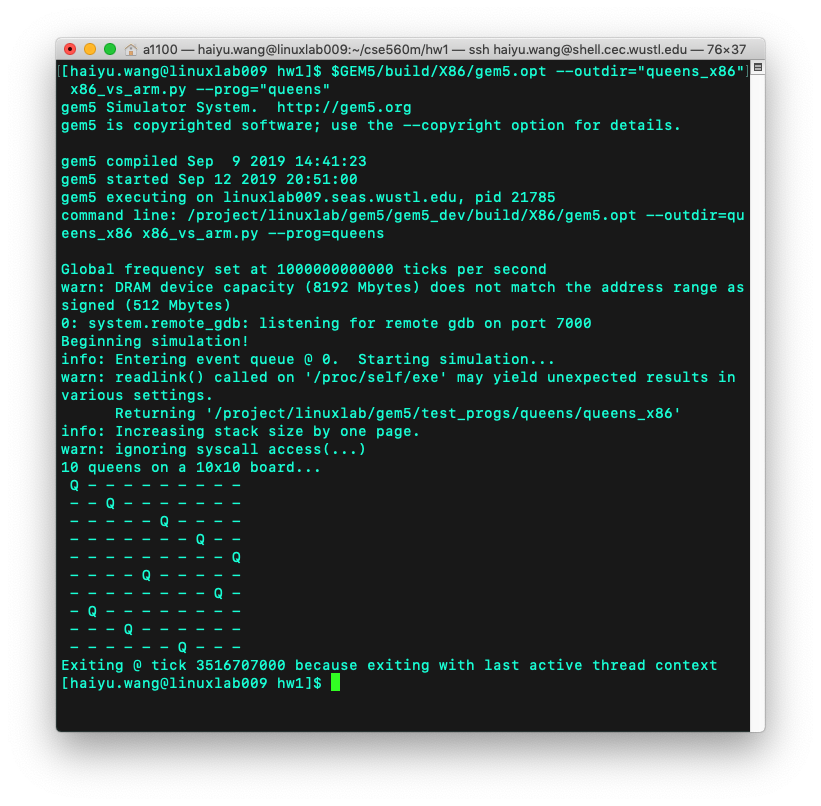 a1100 — haiyu.wang@linuxlab009:~/cse560m/hw1 — ssh haiyu.wang@shell.cec.wustl.edu — 76×37
[[haiyu.wang@linuxlab009 hw1]$ $GEM5/build/X86/gem5.opt --outdir="queens_x86"]
 x86_vs_arm.py --prog="queens"
gem5 Simulator System.  http://gem5.org
gem5 is copyrighted software; use the --copyright option for details.

gem5 compiled Sep  9 2019 14:41:23
gem5 started Sep 12 2019 20:51:00
gem5 executing on linuxlab009.seas.wustl.edu, pid 21785
command line: /project/linuxlab/gem5/gem5_dev/build/X86/gem5.opt --outdir=qu
eens_x86 x86_vs_arm.py --prog=queens

Global frequency set at 1000000000000 ticks per second
warn: DRAM device capacity (8192 Mbytes) does not match the address range as
signed (512 Mbytes)
0: system.remote_gdb: listening for remote gdb on port 7000
Beginning simulation!
info: Entering event queue @ 0.  Starting simulation...
warn: readlink() called on '/proc/self/exe' may yield unexpected results in
various settings.
      Returning '/project/linuxlab/gem5/test_progs/queens/queens_x86'
info: Increasing stack size by one page.
warn: ignoring syscall access(...)
10 queens on a 10x10 board...
 Q - - - - - - - - -
 - - Q - - - - - - -
 - - - - - Q - - - -
 - - - - - - - Q - -
 - - - - - - - - - Q
 - - - - Q - - - - -
 - - - - - - - - Q -
 - Q - - - - - - - -
 - - - Q - - - - - -
 - - - - - - Q - - -
Exiting @ tick 3516707000 because exiting with last active thread context
[haiyu.wang@linuxlab009 hw1]$